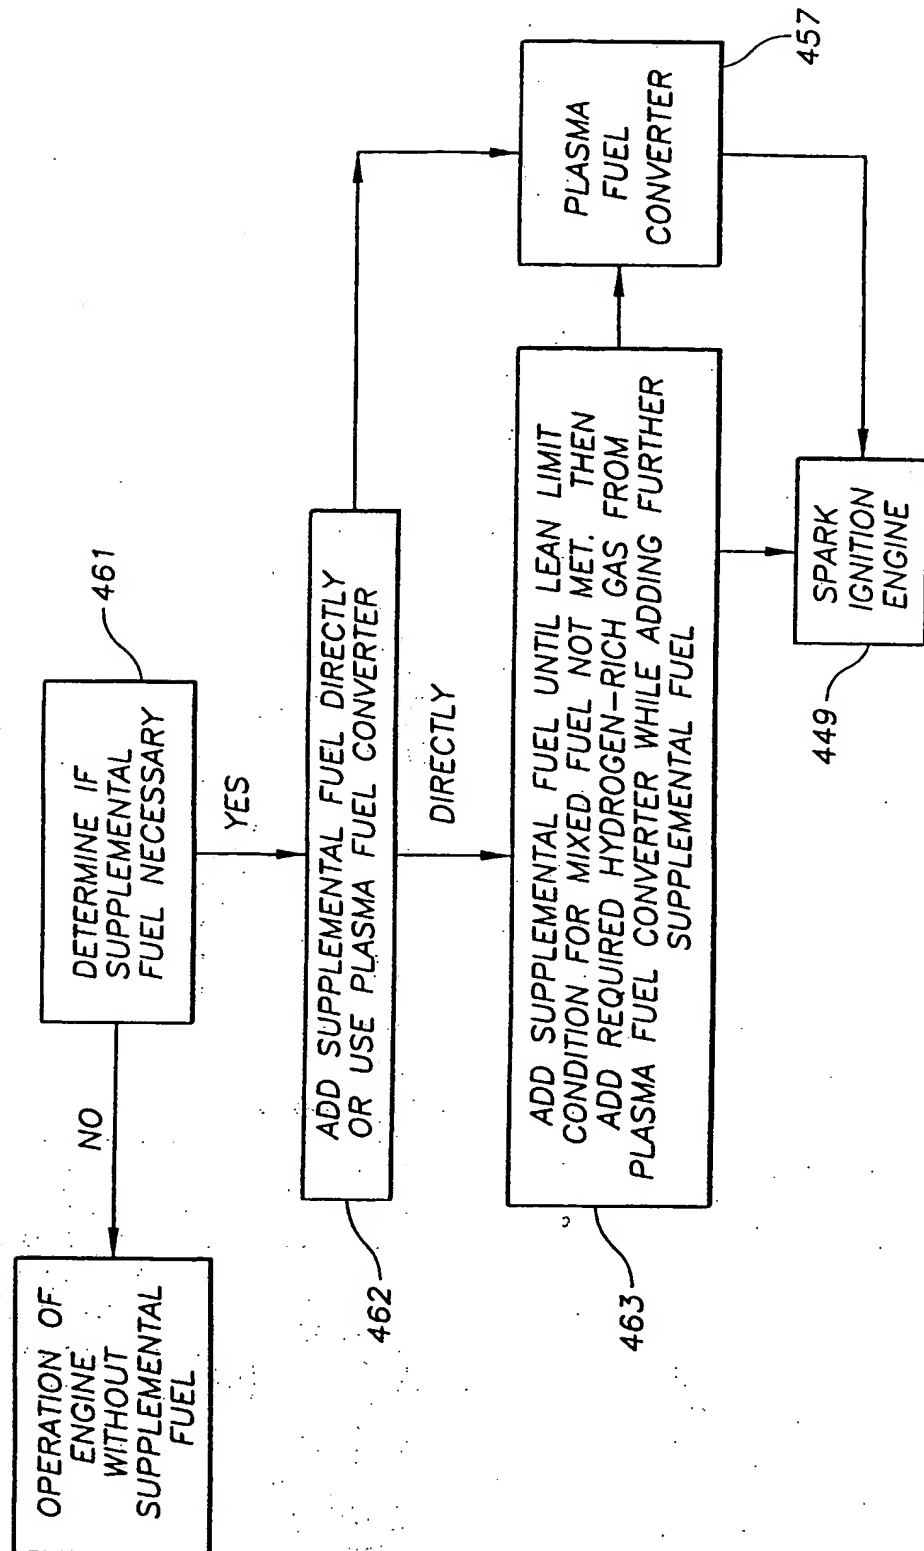 OPERATION OF
ENGINE
WITHOUT
SUPPLEMENTAL
FUEL
NO
DETERMINE IF
SUPPLEMENTAL
FUEL NECESSARY
461
YES
ADD SUPPLEMENTAL FUEL DIRECTLY
OR USE PLASMA FUEL CONVERTER
462
DIRECTLY
ADD SUPPLEMENTAL FUEL UNTIL LEAN LIMIT
CONDITION FOR MIXED FUEL NOT MET. THEN
ADD REQUIRED HYDROGEN-RICH GAS FROM
PLASMA FUEL CONVERTER WHILE ADDING FURTHER
SUPPLEMENTAL FUEL
463
PLASMA
FUEL
CONVERTER
457
SPARK
IGNITION
ENGINE
449